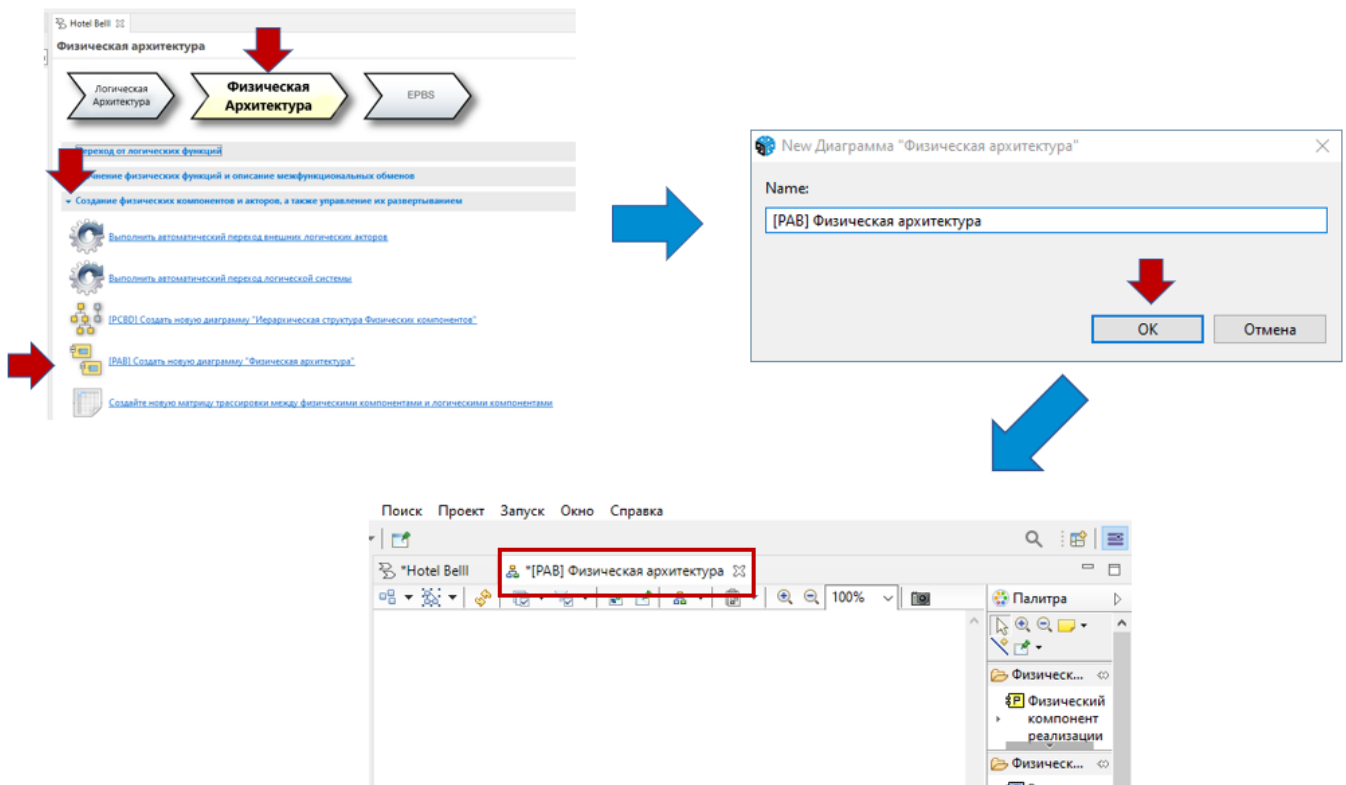 Hotel Belll
Физическая архитектура
Логическая
Архитектура
Физическая
Архитектура
EPBS
Переход от логических функций
нение физических функций и описание межфункциональных обменов
Создание физических компонентов и акторов, а также управление их развертыванием
Выполнить автоматический переход внешних логических акторов
Выполнить автоматический переход логической системы
[PCBD] Создать новую диаграмму "Иерархическая структура Физических компонентов"
[PAB] Создать новую диаграмму "Физическая архитектура"
Создайте новую матрицу трассировки между физическими компонентами и логическими компонентами
New Диаграмма "Физическая архитектура"
Name:
[PAB] Физическая архитектура
OK
Отмена
Поиск Проект Запуск Окно Справка
*Hotel Belll
*[PAB] Физическая архитектура
100%
Палитра
Физическ...
Физический
компонент
реализации
Физическ...